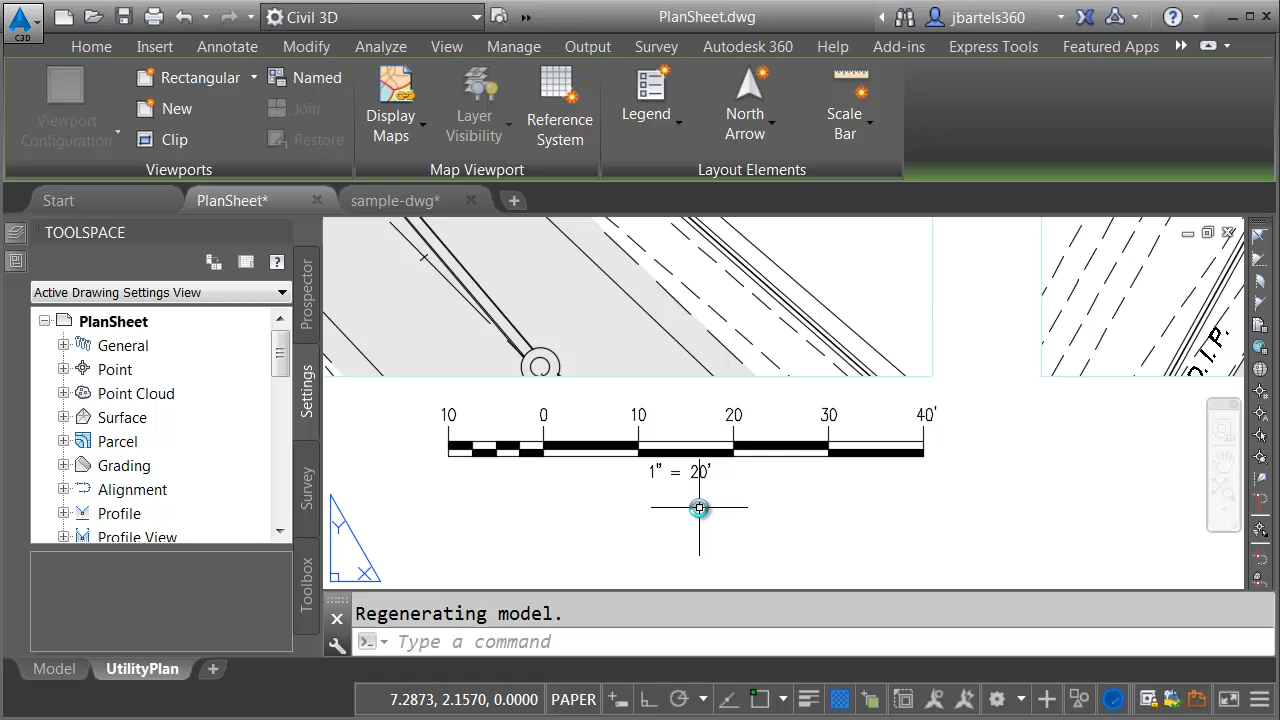 C3D
Civil 3D
PlanSheet.dwg
jbartels360
Home Insert Annotate Modify Analyze View Manage Output Survey Autodesk 360 Help Add-ins Express Tools Featured Apps
Viewport
Configuration
Rectangular
New
Clip
Named
Join
Restore
Display
Maps
Layer
Visibility
Reference
System
Legend
North
Arrow
Scale
Bar
Viewports Map Viewport Layout Elements
Start PlanSheet* sample-dwg*
TOOLSPACE
Active Drawing Settings View
PlanSheet
General
Point
Point Cloud
Surface
Parcel
Grading
Alignment
Profile
Profile View
Prospector
Settings
Survey
Toolbox
D.I.P.
10 0 10 20 30 40'
1" = 20'
Y
X
Regenerating model.
Type a command
Model UtilityPlan
7.2873, 2.1570, 0.0000 PAPER